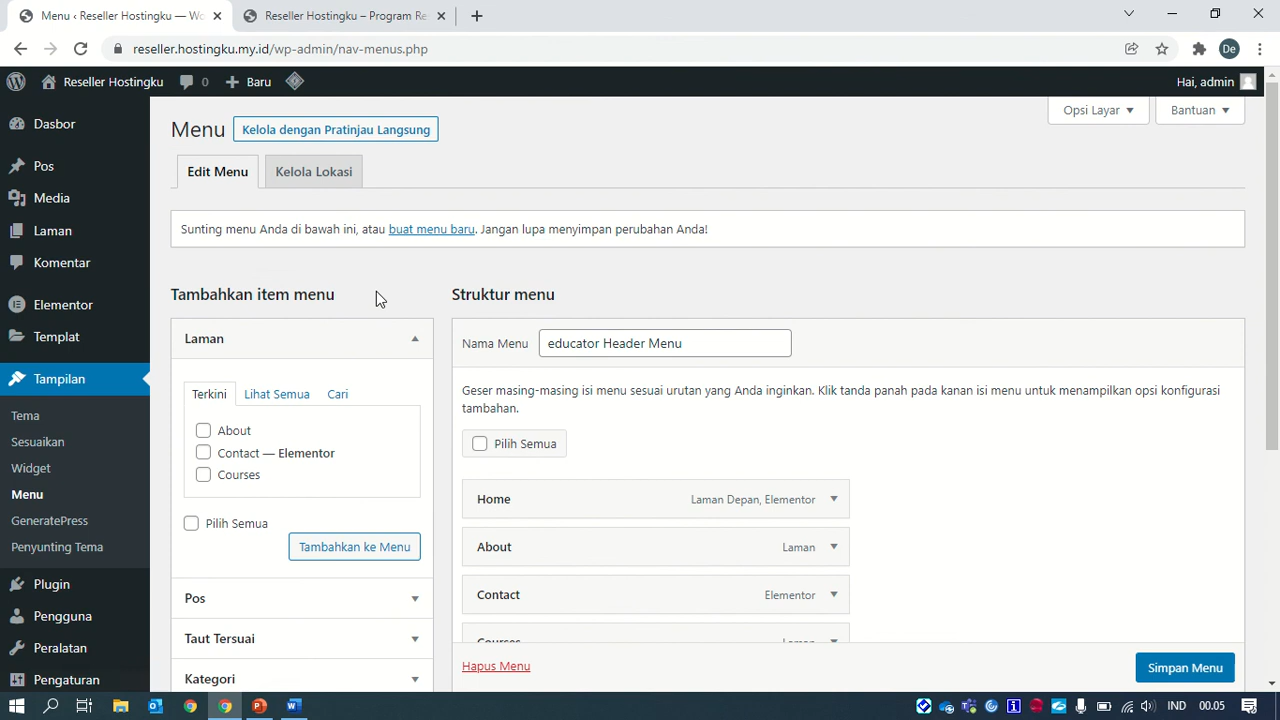 Menu ‹ Reseller Hostingku — Wo
Reseller Hostingku – Program Re
reseller.hostingku.my.id/wp-admin/nav-menus.php
De
Reseller Hostingku
0
Baru
Hai, admin
Dasbor
Pos
Media
Laman
Komentar
Elementor
Templat
Tampilan
Tema
Sesuaikan
Widget
Menu
GeneratePress
Penyunting Tema
Plugin
Pengguna
Peralatan
Pengaturan
Opsi Layar
Bantuan
Menu
Kelola dengan Pratinjau Langsung
Edit Menu
Kelola Lokasi
Sunting menu Anda di bawah ini, atau buat menu baru. Jangan lupa menyimpan perubahan Anda!
Tambahkan item menu
Laman
Terkini
Lihat Semua
Cari
About
Contact — Elementor
Courses
Pilih Semua
Tambahkan ke Menu
Pos
Taut Tersuai
Kategori
Struktur menu
Nama Menu
educator Header Menu
Geser masing-masing isi menu sesuai urutan yang Anda inginkan. Klik tanda panah pada kanan isi menu untuk menampilkan opsi konfigurasi
tambahan.
Pilih Semua
Home
Laman Depan, Elementor
About
Laman
Contact
Elementor
Courses
Laman
Hapus Menu
Simpan Menu
IND
00.05